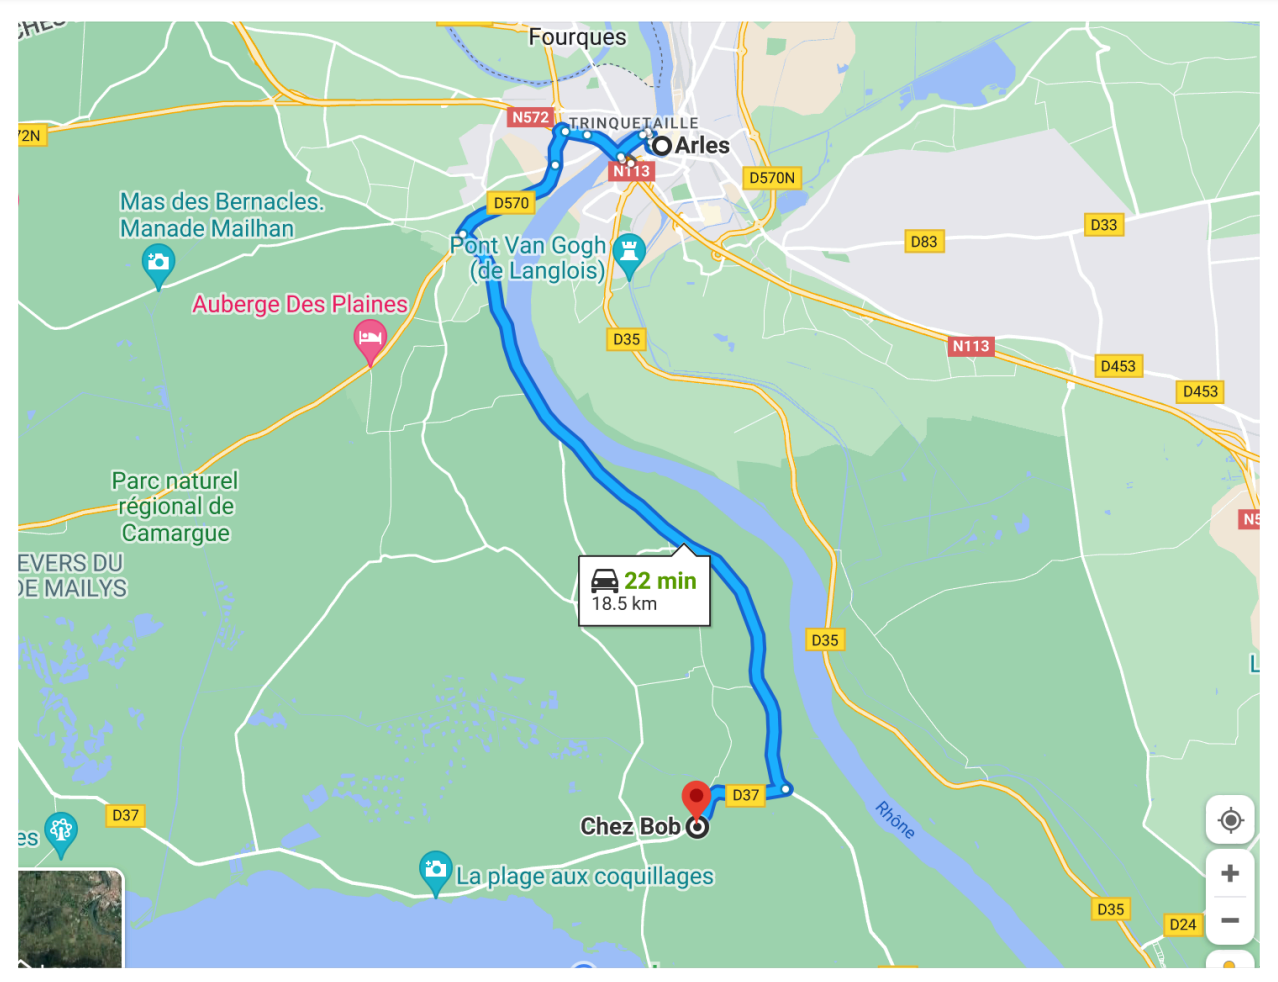 Fourques
N572
TRINQUETAILLE
Arles
72N
N113
D570N
Mas des Bernacles.
Manade Mailhan
D570
D33
D83
Pont Van Gogh
(de Langlois)
Auberge Des Plaines
D35
N113
D453
D453
Parc naturel
régional de
Camargue
EVERS DU
DE MAILYS
22 min
18.5 km
D35
D37
D37
Chez Bob
Rhône
es
La plage aux coquillages
D35
D24